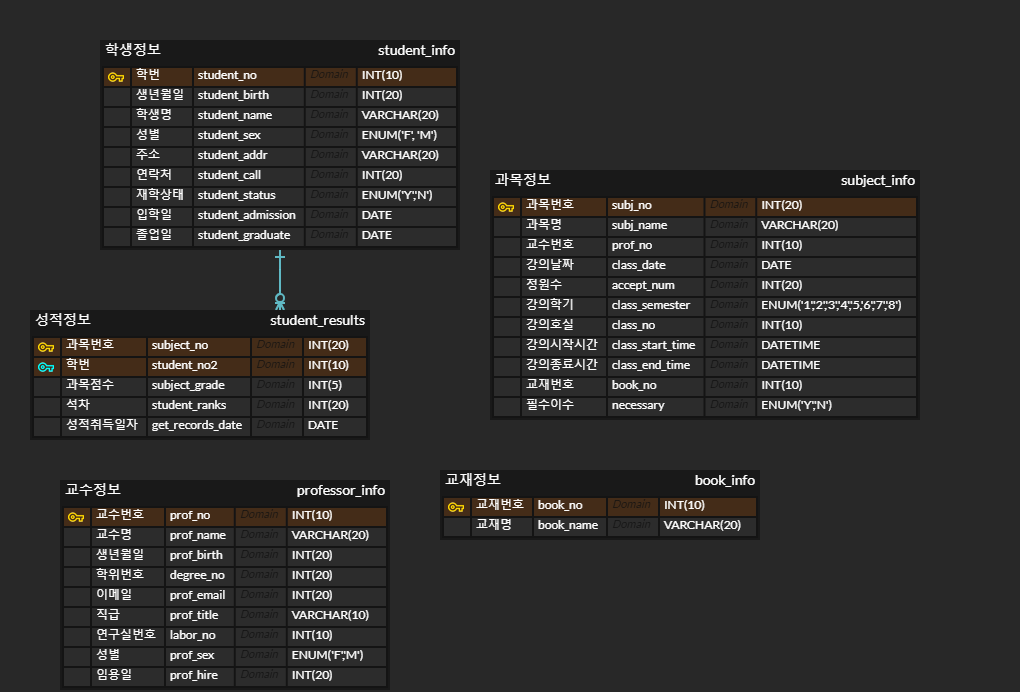 학생정보 student_info
학번 student_no Domain INT(10)
생년월일 student_birth Domain INT(20)
학생명 student_name Domain VARCHAR(20)
성별 student_sex Domain ENUM('F', 'M')
주소 student_addr Domain VARCHAR(20)
연락처 student_call Domain INT(20)
재학상태 student_status Domain ENUM('Y','N')
입학일 student_admission Domain DATE
졸업일 student_graduate Domain DATE
과목정보 subject_info
과목번호 subj_no Domain INT(20)
과목명 subj_name Domain VARCHAR(20)
교수번호 prof_no Domain INT(10)
강의날짜 class_date Domain DATE
정원수 accept_num Domain INT(20)
강의학기 class_semester Domain ENUM('1','2','3','4','5','6','7','8')
강의호실 class_no Domain INT(10)
강의시작시간 class_start_time Domain DATETIME
강의종료시간 class_end_time Domain DATETIME
교재번호 book_no Domain INT(10)
필수이수 necessary Domain ENUM('Y','N')
성적정보 student_results
과목번호 subject_no Domain INT(20)
학번 student_no2 Domain INT(10)
과목점수 subject_grade Domain INT(5)
석차 student_ranks Domain INT(20)
성적취득일자 get_records_date Domain DATE
교수정보 professor_info
교수번호 prof_no Domain INT(10)
교수명 prof_name Domain VARCHAR(20)
생년월일 prof_birth Domain INT(20)
학위번호 degree_no Domain INT(20)
이메일 prof_email Domain INT(20)
직급 prof_title Domain VARCHAR(10)
연구실번호 labor_no Domain INT(10)
성별 prof_sex Domain ENUM('F','M')
임용일 prof_hire Domain INT(20)
교재정보 book_info
교재번호 book_no Domain INT(10)
교재명 book_name Domain VARCHAR(20)